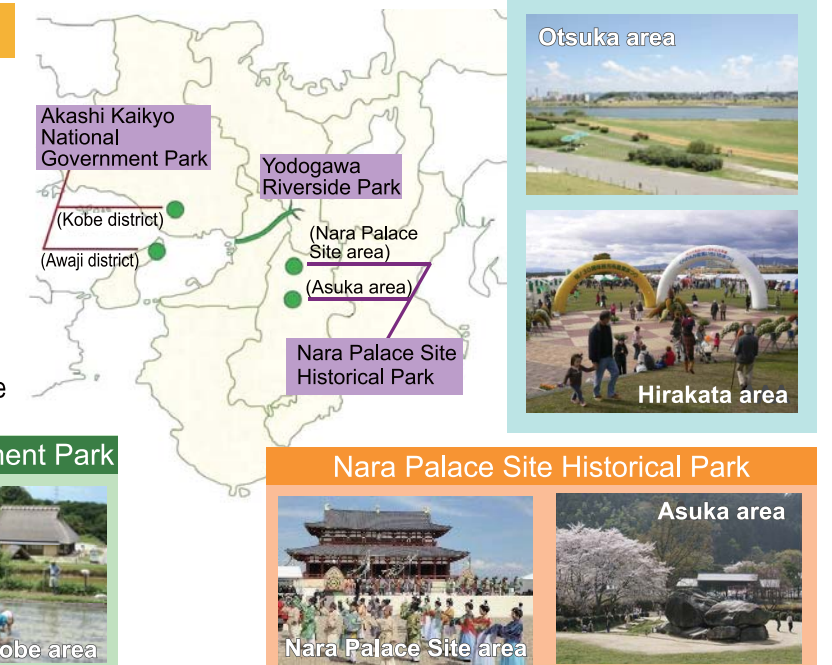 Akashi Kaikyo
National
Government Park
(Kobe district)
(Awaji district)
Yodogawa
Riverside Park
(Nara Palace
Site area)
(Asuka area)
Nara Palace Site
Historical Park
Otsuka area
Hirakata area
e
ment Park
obe area
Nara Palace Site Historical Park
Nara Palace Site area
Asuka area